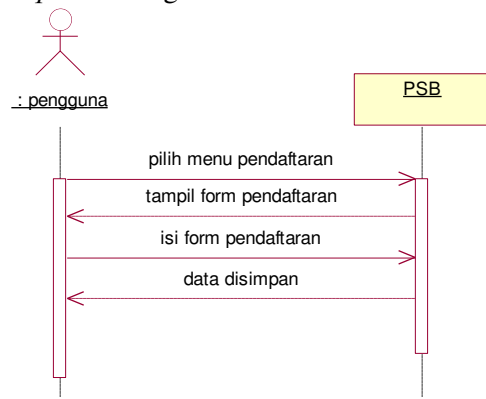 : pengguna
PSB
pilih menu pendaftaran
tampil form pendaftaran
isi form pendaftaran
data disimpan